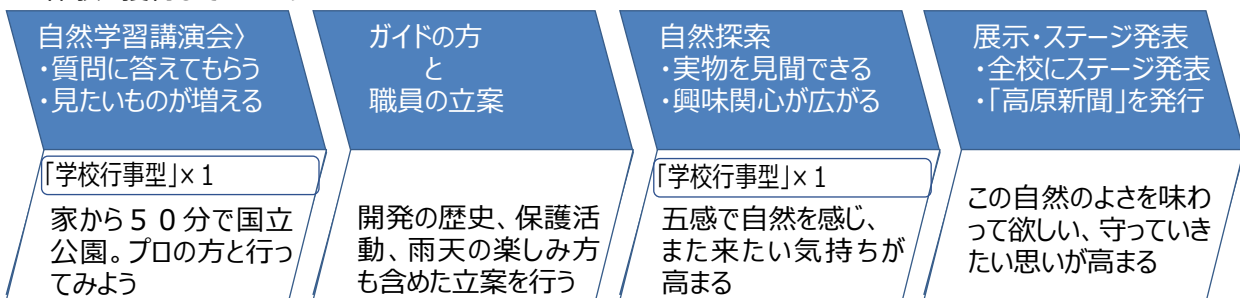 自然学習講演会〉
・質問に答えてもらう
・見たいものが増える
「学校行事型」×1
家から50分で国立
公園。プロの方と行っ
てみよう
ガイドの方
と
職員の立案
開発の歴史、保護活
動、雨天の楽しみ方
も含めた立案を行う
自然探索
・実物を見聞できる
・興味関心が広がる
「学校行事型」×1
五感で自然を感じ、
また来たい気持ちが
高まる
展示・ステージ発表
・全校にステージ発表
・「高原新聞」を発行
この自然のよさを味わ
って欲しい、守っていき
たい思いが高まる